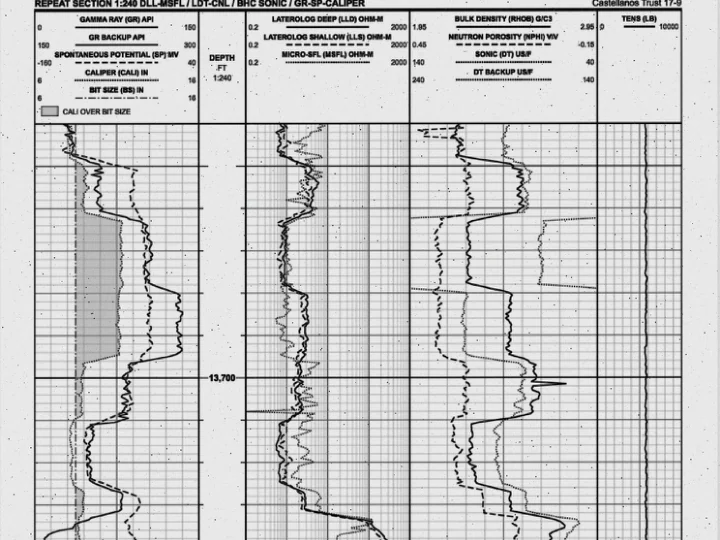 REPEAT SECTION 1:240 DLL-MSFL / LDT-CNL / BHC SONIC / GR-SP-CALIPER Castellanos Trust 17-9
GAMMA RAY (GR) API
0 150
GR BACKUP API
150 300
SPONTANEOUS POTENTIAL (SP) MV
-160 40
CALIPER (CALI) IN
6 16
BIT SIZE (BS) IN
6 16
CALI OVER BIT SIZE
DEPTH
FT
1:240
LATEROLOG DEEP (LLD) OHM-M
0.2 2000
LATEROLOG SHALLOW (LLS) OHM-M
0.2 2000
MICRO-SFL (MSFL) OHM-M
0.2 2000
BULK DENSITY (RHOB) G/C3
1.95 2.95
NEUTRON POROSITY (NPHI) V/V
0.45 -0.15
SONIC (DT) US/F
140 40
DT BACKUP US/F
240 140
TENS (LB)
0 10000
13,700